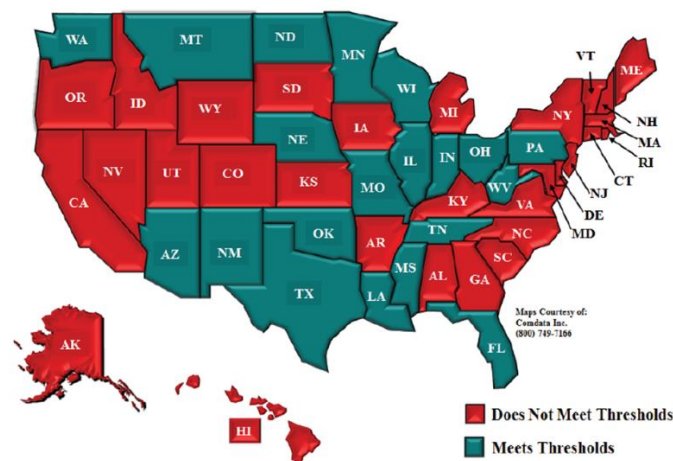 WA
MT
ND
MN
VT
ME
OR
ID
WY
SD
WI
MI
NY
NH
MA
RI
CT
NV
UT
CO
NE
IA
IL
IN
OH
PA
NJ
DE
MD
CA
KS
MO
KY
WV
VA
AZ
NM
OK
AR
TN
NC
SC
TX
LA
MS
AL
GA
FL
Maps Courtesy of:
Comdata Inc.
(800) 749-7166
AK
HI
Does Not Meet Thresholds
Meets Thresholds